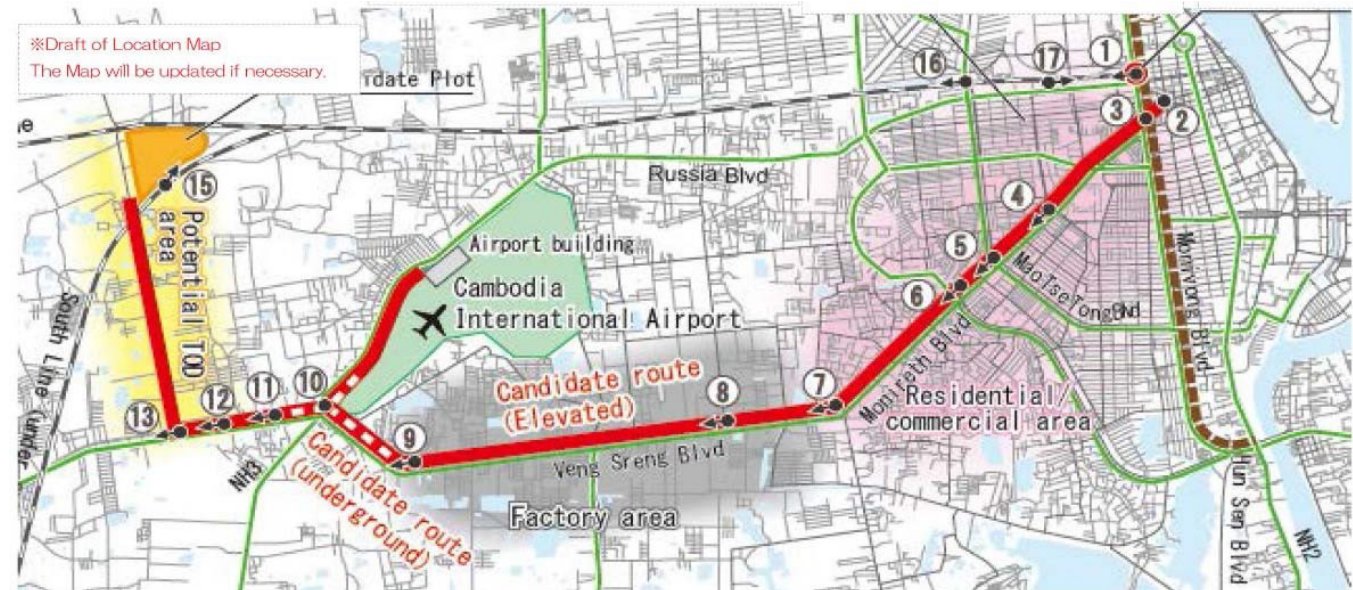 ※Draft of Location Map
The Map will be updated if necessary.
idate Plot
16
17
1
3
2
Russia Blvd
15
4
Potential TOD
area
Airport building
5
Mao Tse Tong Blvd
Monivong Blvd
Cambodia
International Airport
6
South Line (under
Candidate route
(Elevated)
Monireth Blvd
7
8
Residential/
commercial area
10
11
12
13
9
Veng Sreng Blvd
NH3
Candidate route
(underground)
Factory area
Hun Sen Blvd
NH2